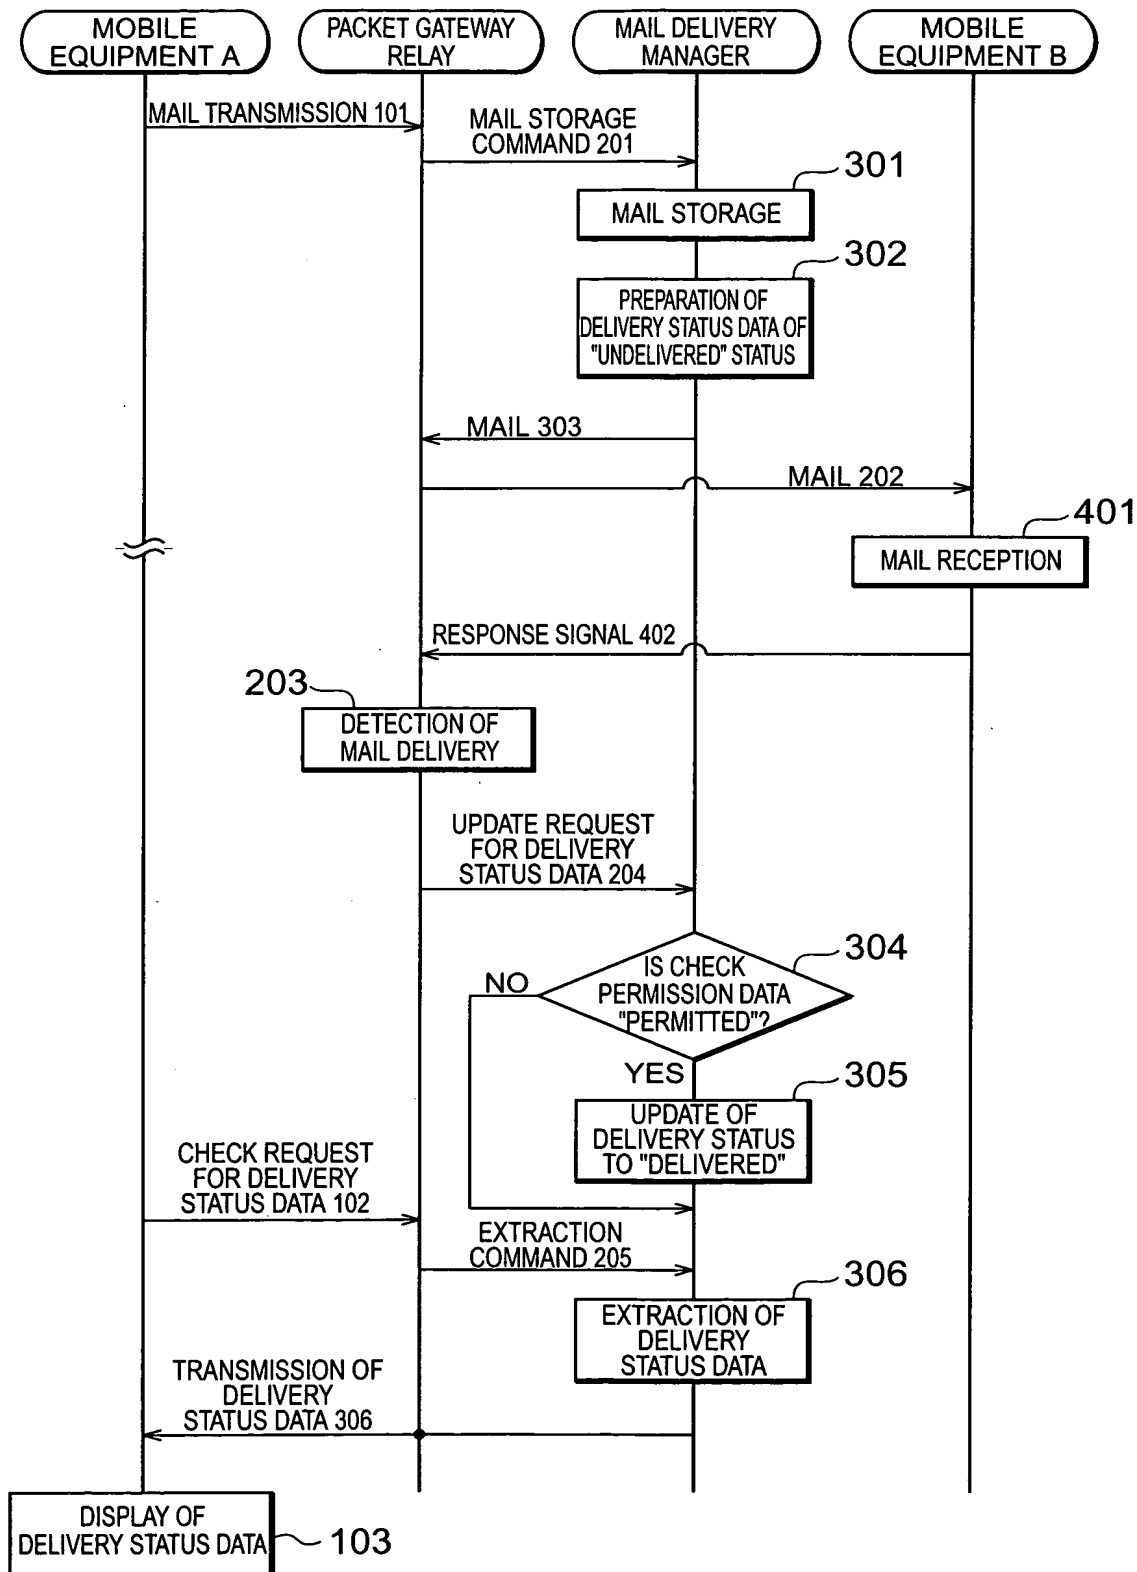 MOBILE
EQUIPMENT A
PACKET GATEWAY
RELAY
MAIL DELIVERY
MANAGER
MOBILE
EQUIPMENT B
MAIL TRANSMISSION 101
MAIL STORAGE
COMMAND 201
301
MAIL STORAGE
302
PREPARATION OF
DELIVERY STATUS DATA OF
"UNDELIVERED" STATUS
MAIL 303
MAIL 202
401
MAIL RECEPTION
RESPONSE SIGNAL 402
203
DETECTION OF
MAIL DELIVERY
UPDATE REQUEST
FOR DELIVERY
STATUS DATA 204
304
IS CHECK
PERMISSION DATA
"PERMITTED"?
NO
YES
305
UPDATE OF
DELIVERY STATUS
TO "DELIVERED"
CHECK REQUEST
FOR DELIVERY
STATUS DATA 102
EXTRACTION
COMMAND 205
306
EXTRACTION OF
DELIVERY
STATUS DATA
TRANSMISSION OF
DELIVERY
STATUS DATA 306
DISPLAY OF
DELIVERY STATUS DATA
103